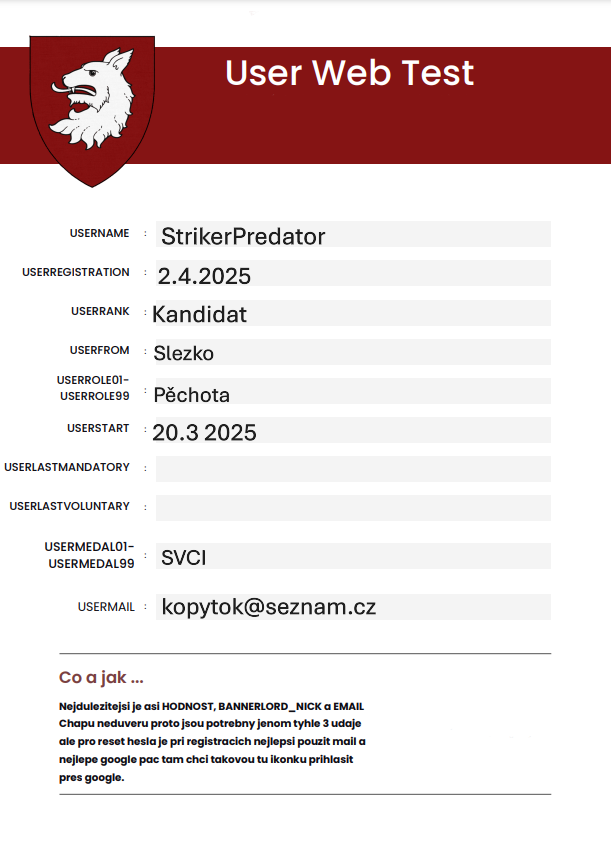 User Web Test
USERNAME : StrikerPredator
USERREGISTRATION : 2.4.2025
USERRANK : Kandidat
USERFROM : Slezko
USERROLE01-
USERROLE99 : Pěchota
USERSTART : 20.3 2025
USERLASTMANDATORY :
USERLASTVOLUNTARY :
USERMEDAL01-
USERMEDAL99 : SVCI
USERMAIL : kopytok@seznam.cz
Co a jak ...
Nejdulezitejsi je asi HODNOST, BANNERLORD_NICK a EMAIL
Chapu neduveru proto jsou potrebny jenom tyhle 3 udaje
ale pro reset hesla je pri registracich nejlepsi pouzit mail a
nejlepe google pac tam chci takovou tu ikonku prihlasit
pres google.